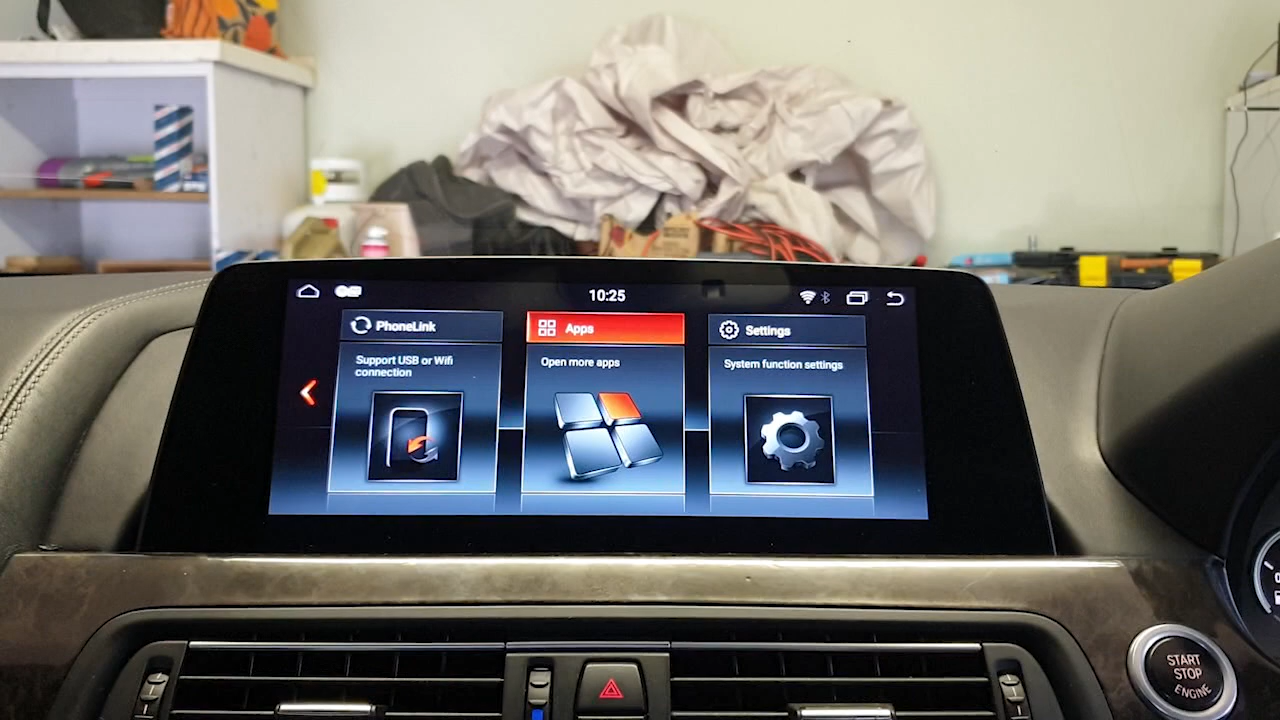 10:25
PhoneLink
Apps
Settings
Support USB or Wifi
connection
Open more apps
System function settings
START
STOP
ENGINE